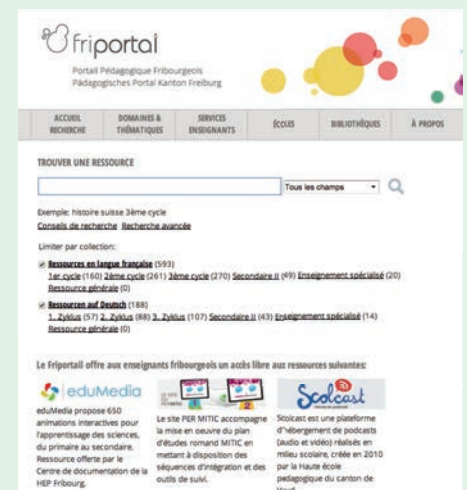 friportal
Portail Pédagogique Fribourgeois
Pädagogisches Portal Kanton Freiburg
ACCUEIL RECHERCHE
DOMAINES & THÉMATIQUES
SERVICES ENSEIGNANTS
ÉCOLES
BIBLIOTHÈQUES
À PROPOS
TROUVER UNE RESSOURCE
Tous les champs
Exemple: histoire suisse 3ème cycle
Conseils de recherche Recherche avancée
Limiter par collection:
Ressources en langue française (593)
1er cycle (160) 2ème cycle (261) 3ème cycle (270) Secondaire II (49) Enseignement spécialisé (20)
Ressource générale (0)
Ressourcen auf Deutsch (188)
1. Zyklus (57) 2. Zyklus (88) 3. Zyklus (107) Secondaire II (43) Enseignement spécialisé (14)
Ressource générale (0)
Le Friportail offre aux enseignants fribourgeois un accès libre aux ressources suivantes:
eduMedia
eduMedia propose 650
animations interactives pour
l'apprentissage des sciences,
du primaire au secondaire.
Ressource offerte par le
Centre de documentation de la
HEP Fribourg.
Le site PER MITIC accompagne
la mise en oeuvre du plan
d'études romand MITIC en
mettant à disposition des
séquences d'intégration et des
outils de suivi.
Scolcast
Scolcast est une plateforme
d'hébergement de podcasts
(audio et vidéo) réalisés en
milieu scolaire, créée en 2010
par la Haute école
pedagogique du canton de